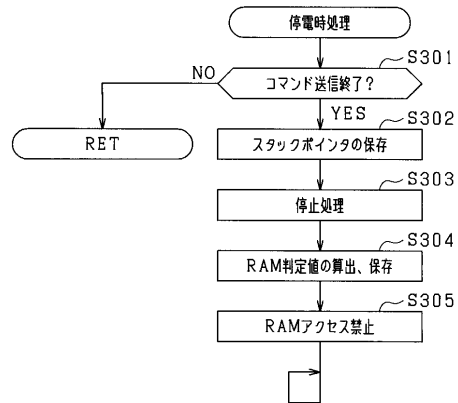 停電時処理
S301
コマンド送信終了?
NO
YES
RET
S302
スタックポインタの保存
S303
停止処理
S304
RAM判定値の算出、保存
S305
RAMアクセス禁止